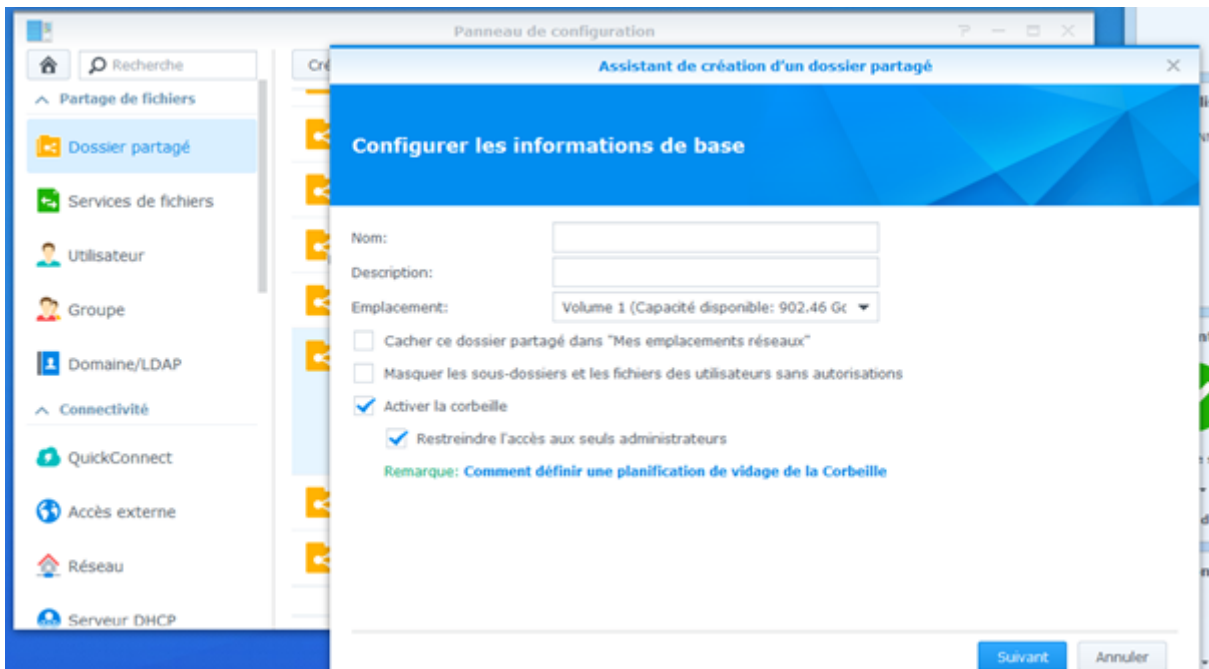 Panneau de configuration
Recherche
Partage de fichiers
Dossier partagé
Services de fichiers
Utilisateur
Groupe
Domaine/LDAP
Connectivité
QuickConnect
Accès externe
Réseau
Serveur DHCP
Cré
Assistant de création d'un dossier partagé
Configurer les informations de base
Nom:
Description:
Emplacement: Volume 1 (Capacité disponible: 902.46 Go
Cacher ce dossier partagé dans "Mes emplacements réseaux"
Masquer les sous-dossiers et les fichiers des utilisateurs sans autorisations
Activer la corbeille
Restreindre l'accès aux seuls administrateurs
Remarque: Comment définir une planification de vidage de la Corbeille
Suivant Annuler